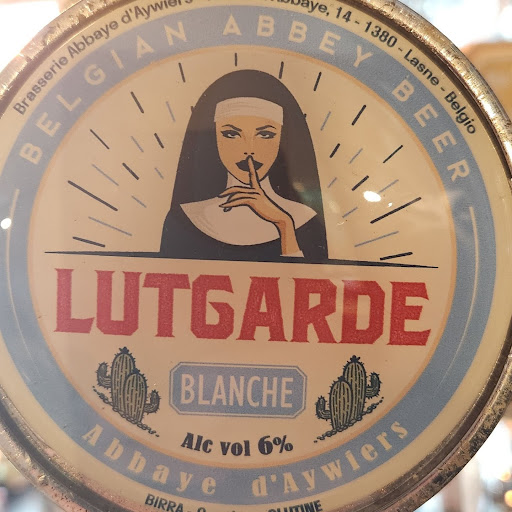 Brasserie Abbaye d'Aywiers Abbaye, 14 - 1380 - Lasne - Belgio
BELGIAN ABBEY BEER
LUTGARDE
BLANCHE
Alc vol 6%
Abbaye d'Aywiers
BIRRA -